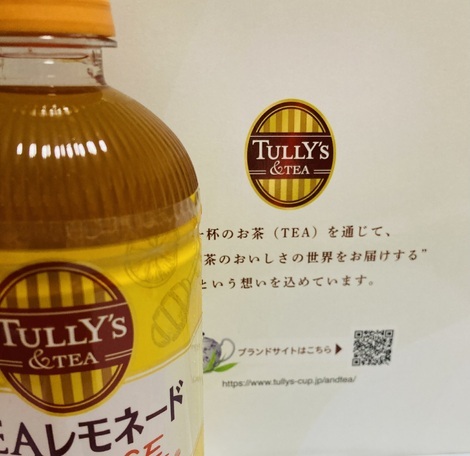 TULLY'S
& TEA
一杯のお茶（TEA）を通じて、
茶のおいしさの世界をお届けする”
という想いを込めています。
ブランドサイトはこちら
https://www.tullys-cup.jp/andtea/
TULLY'S
& TEA
EAレモネード